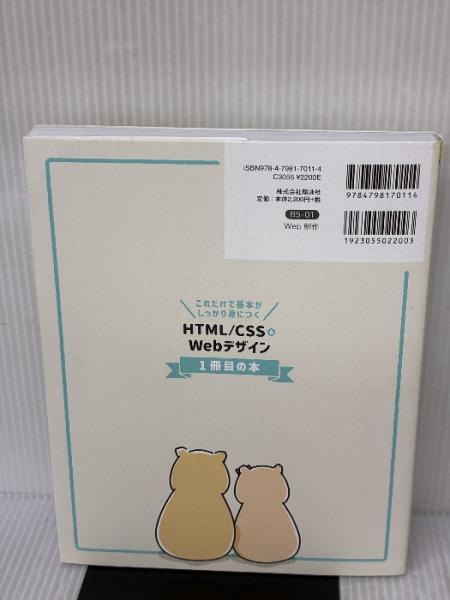 ISBN978-4-7981-7011-4
C3055 ¥2200E
株式会社翔泳社
定価：本体2,200円+税
B5-01
Web 制作
9784798170114
1923055022003
これだけで基本が
しっかり身につく
HTML/CSS&
Webデザイン
1冊目の本